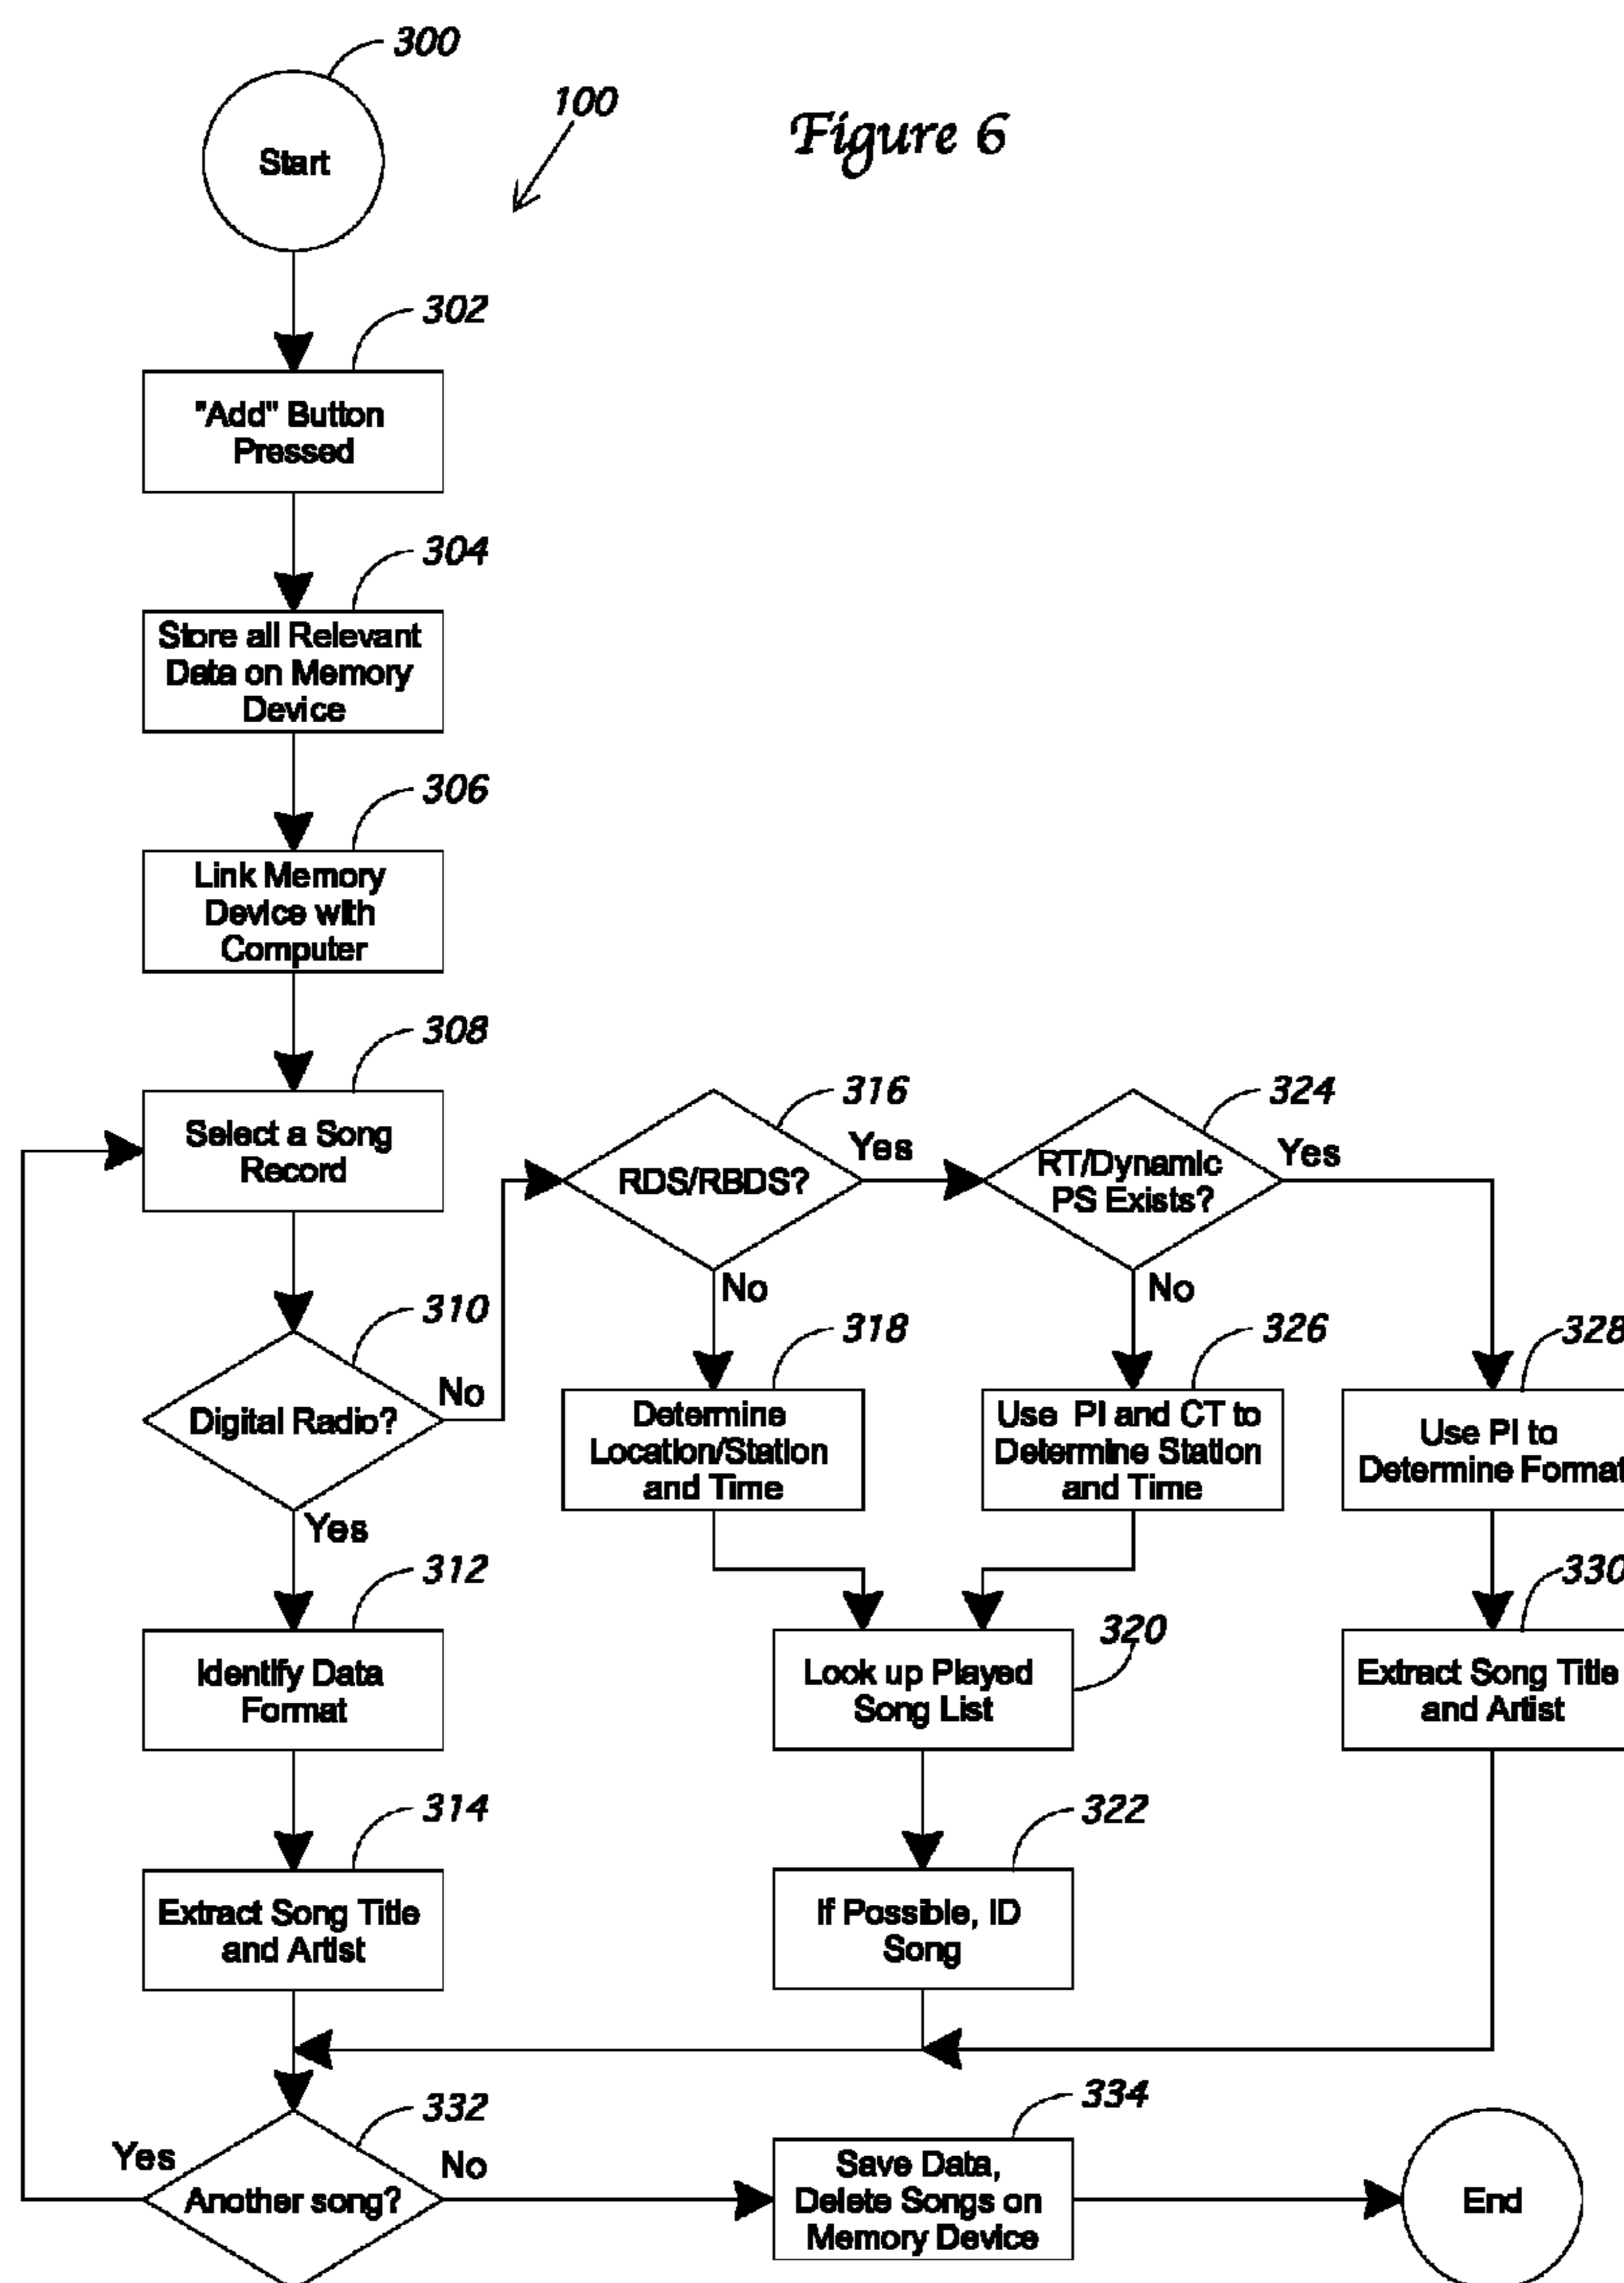 300
100
Figure 6
Start
302
"Add" Button
Pressed
304
Store all Relevant
Data on Memory
Device
306
Link Memory
Device with
Computer
308
Select a Song
Record
316
RDS/RBDS?
Yes
No
324
RT/Dynamic
PS Exists?
Yes
No
310
Digital Radio?
No
Yes
318
Determine
Location/Station
and Time
326
Use PI and CT to
Determine Station
and Time
328
Use PI to
Determine Format
312
Identify Data
Format
320
Look up Played
Song List
330
Extract Song Title
and Artist
314
Extract Song Title
and Artist
322
If Possible, ID
Song
332
Another song?
Yes
No
334
Save Data,
Delete Songs on
Memory Device
End